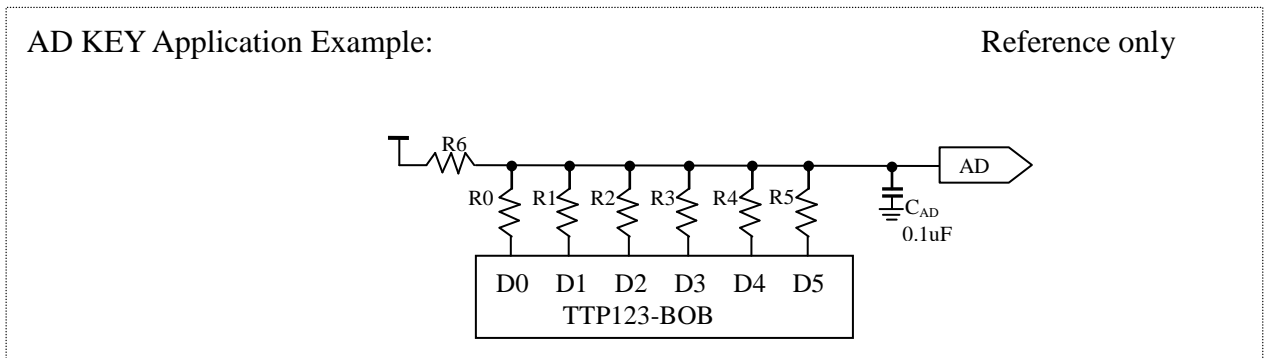 AD KEY Application Example: Reference only
R6
AD
R0 R1 R2 R3 R4 R5
C_AD
0.1uF
D0 D1 D2 D3 D4 D5
TTP123-BOB